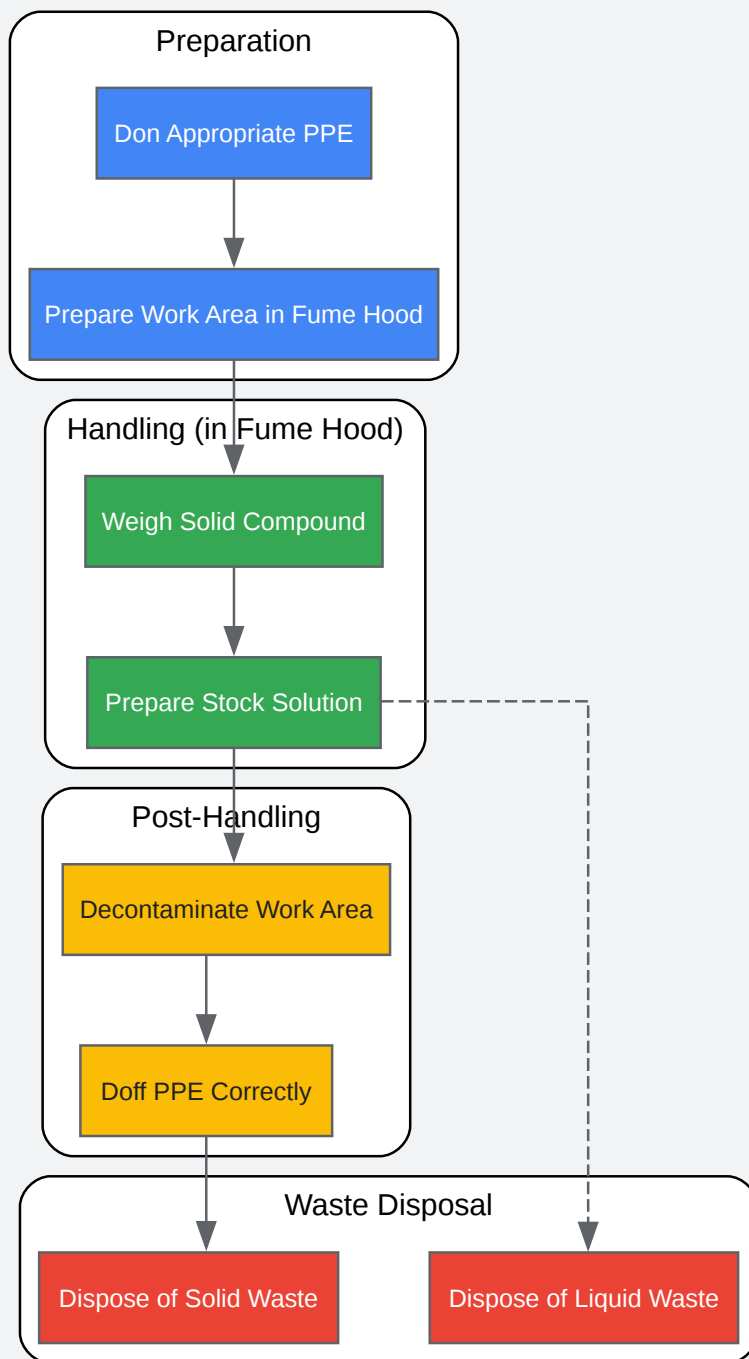 Preparation
Don Appropriate PPE
Prepare Work Area in Fume Hood
Handling (in Fume Hood)
Weigh Solid Compound
Prepare Stock Solution
Post-Handling
Decontaminate Work Area
Doff PPE Correctly
Waste Disposal
Dispose of Solid Waste
Dispose of Liquid Waste